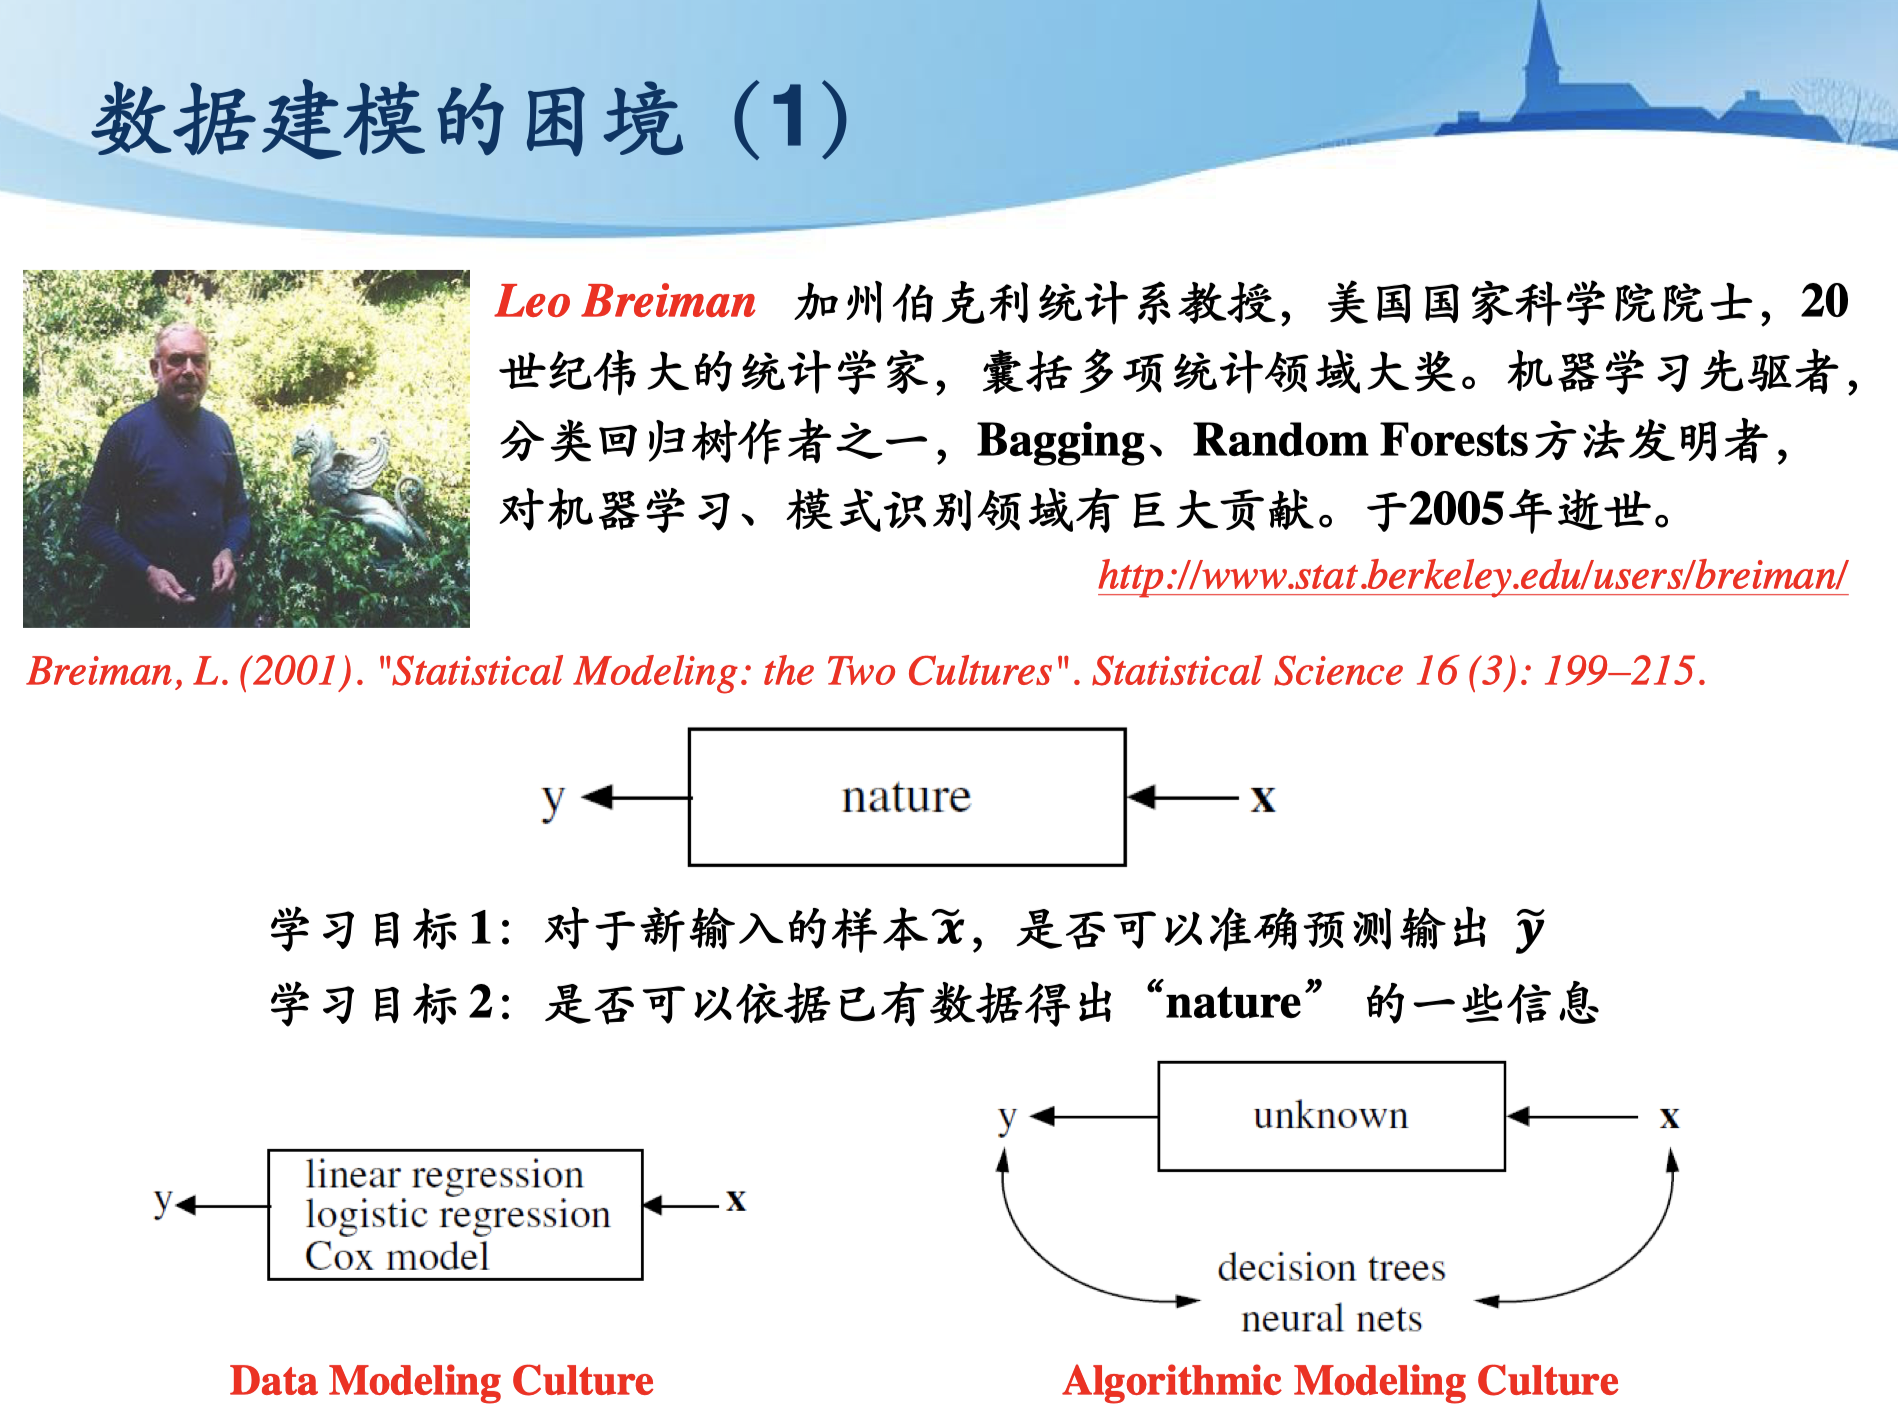 数据建模的困境（1）
Leo Breiman 加州伯克利统计系教授，美国国家科学院院士，20
世纪伟大的统计学家，囊括多项统计领域大奖。机器学习先驱者，
分类回归树作者之一，Bagging、Random Forests方法发明者，
对机器学习、模式识别领域有巨大贡献。于2005年逝世。
http://www.stat.berkeley.edu/users/breiman/
Breiman, L. (2001). "Statistical Modeling: the Two Cultures". Statistical Science 16 (3): 199–215.
y nature x
学习目标1：对于新输入的样本x̃，是否可以准确预测输出 ỹ
学习目标2：是否可以依据已有数据得出“nature” 的一些信息
y linear regression x
logistic regression
Cox model
Data Modeling Culture
y unknown x
decision trees
neural nets
Algorithmic Modeling Culture